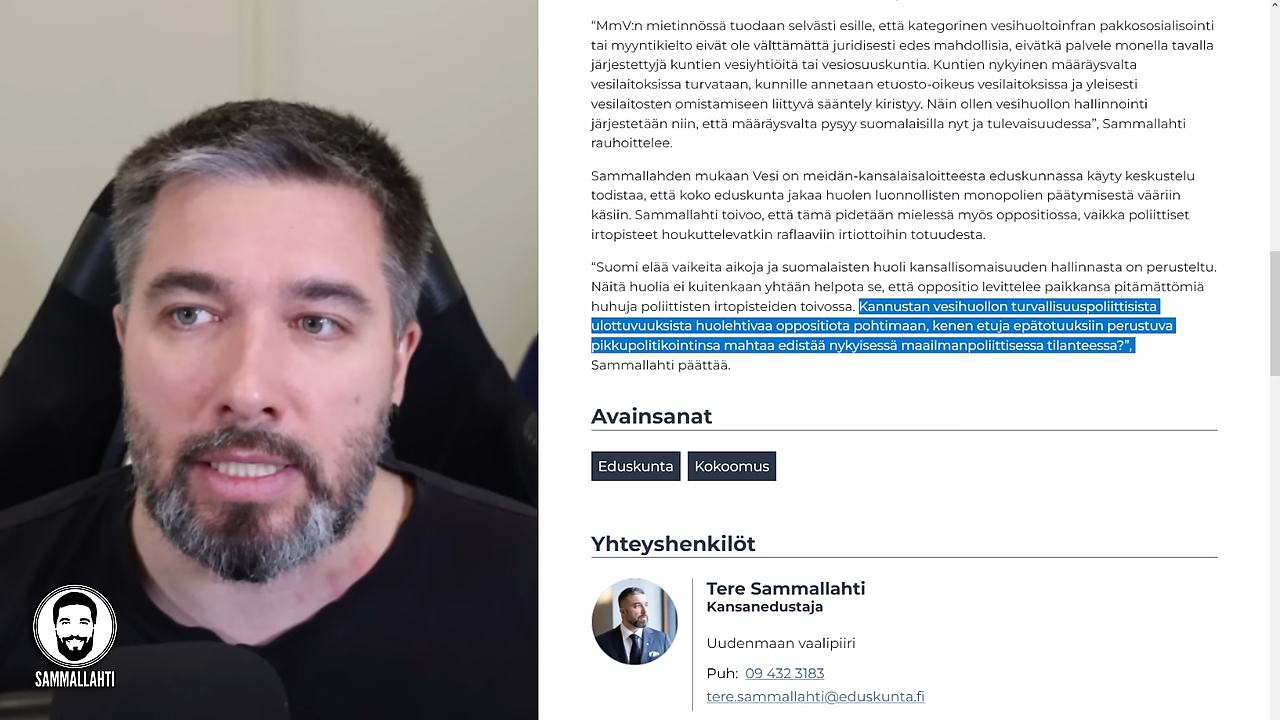 “MmV:n mietinnössä tuodaan selvästi esille, että kategorinen vesihuoltoinfran pakkososialisointi
tai myyntikielto eivät ole välttämättä juridisesti edes mahdollisia, eivätkä palvele monella tavalla
järjestettyjä kuntien vesiyhtiöitä tai vesiosuuskuntia. Kuntien nykyinen määräysvalta
vesilaitoksissa turvataan, kunnille annetaan etuosto-oikeus vesilaitoksissa ja yleisesti
vesilaitosten omistamiseen liittyvä sääntely kiristyy. Näin ollen vesihuollon hallinnointi
järjestetään niin, että määräysvalta pysyy suomalaisilla nyt ja tulevaisuudessa”, Sammallahti
rauhoittelee.
Sammallahden mukaan Vesi on meidän-kansalaisaloitteesta eduskunnassa käyty keskustelu
todistaa, että koko eduskunta jakaa huolen luonnollisten monopolien päätymisestä vääriin
käsiin. Sammallahti toivoo, että tämä pidetään mielessä myös oppositiossa, vaikka poliittiset
irtopisteet houkuttelevatkin raflaaviin irtiottoihin totuudesta.
“Suomi elää vaikeita aikoja ja suomalaisten huoli kansallisomaisuuden hallinnasta on perusteltu.
Näitä huolia ei kuitenkaan yhtään helpota se, että oppositio levittelee paikkansa pitämättömiä
huhuja poliittisten irtopisteiden toivossa. Kannustan vesihuollon turvallisuuspoliittisista
ulottuvuuksista huolehtivaa oppositiota pohtimaan, kenen etuja epätotuuksiin perustuva
pikkupolitikointinsa mahtaa edistää nykyisessä maailmanpoliittisessa tilanteessa?”,
Sammallahti päättää.
Avainsanat
Eduskunta Kokoomus
Yhteyshenkilöt
Tere Sammallahti
Kansanedustaja
Uudenmaan vaalipiiri
Puh: 09 432 3183
tere.sammallahti@eduskunta.fi
SAMMALLAHTI